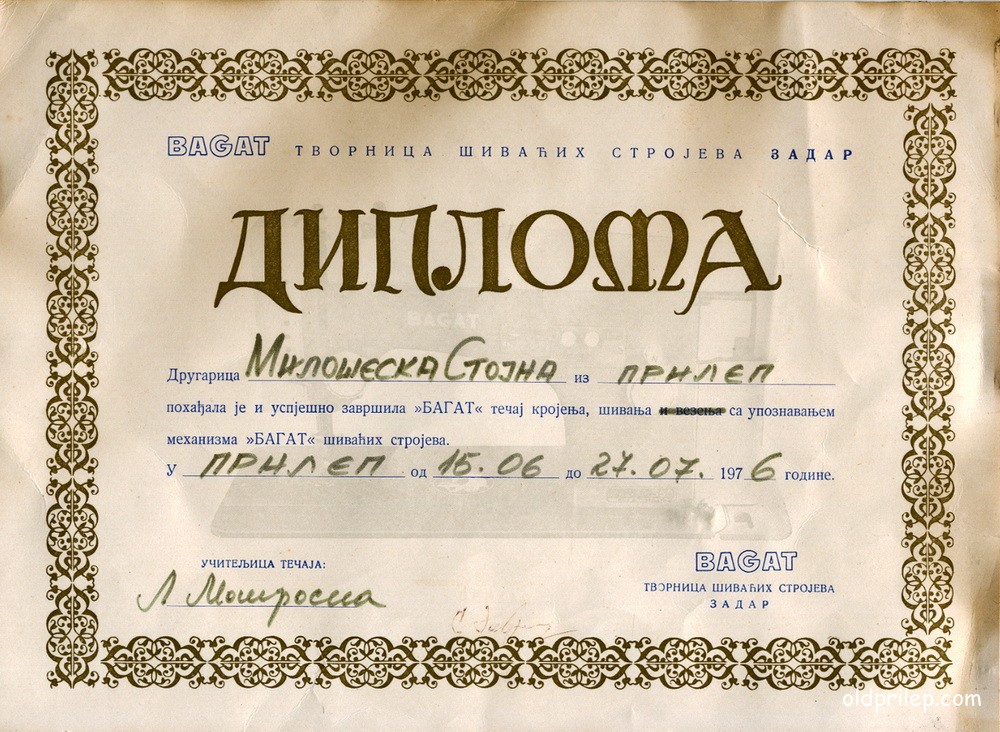 BAGAT ТВОРНИЦА ШИВАЋИХ СТРОЈЕВА ЗАДАР
ДИПЛОМА
BAGAT
Другарица Милошеска Стојна из ПРИЛЕП
похађала је и успјешно завршила »БАГАТ« течај кројења, шивања и везења са упознавањем
механизма »БАГАТ« шиваћих стројева.
У ПРИЛЕП од 15.06 до 27.07. 1976 године.
УЧИТЕЉИЦА ТЕЧАЈА:
BAGAT
ТВОРНИЦА ШИВАЋИХ СТРОЈЕВА
ЗАДАР
oldprilep.com